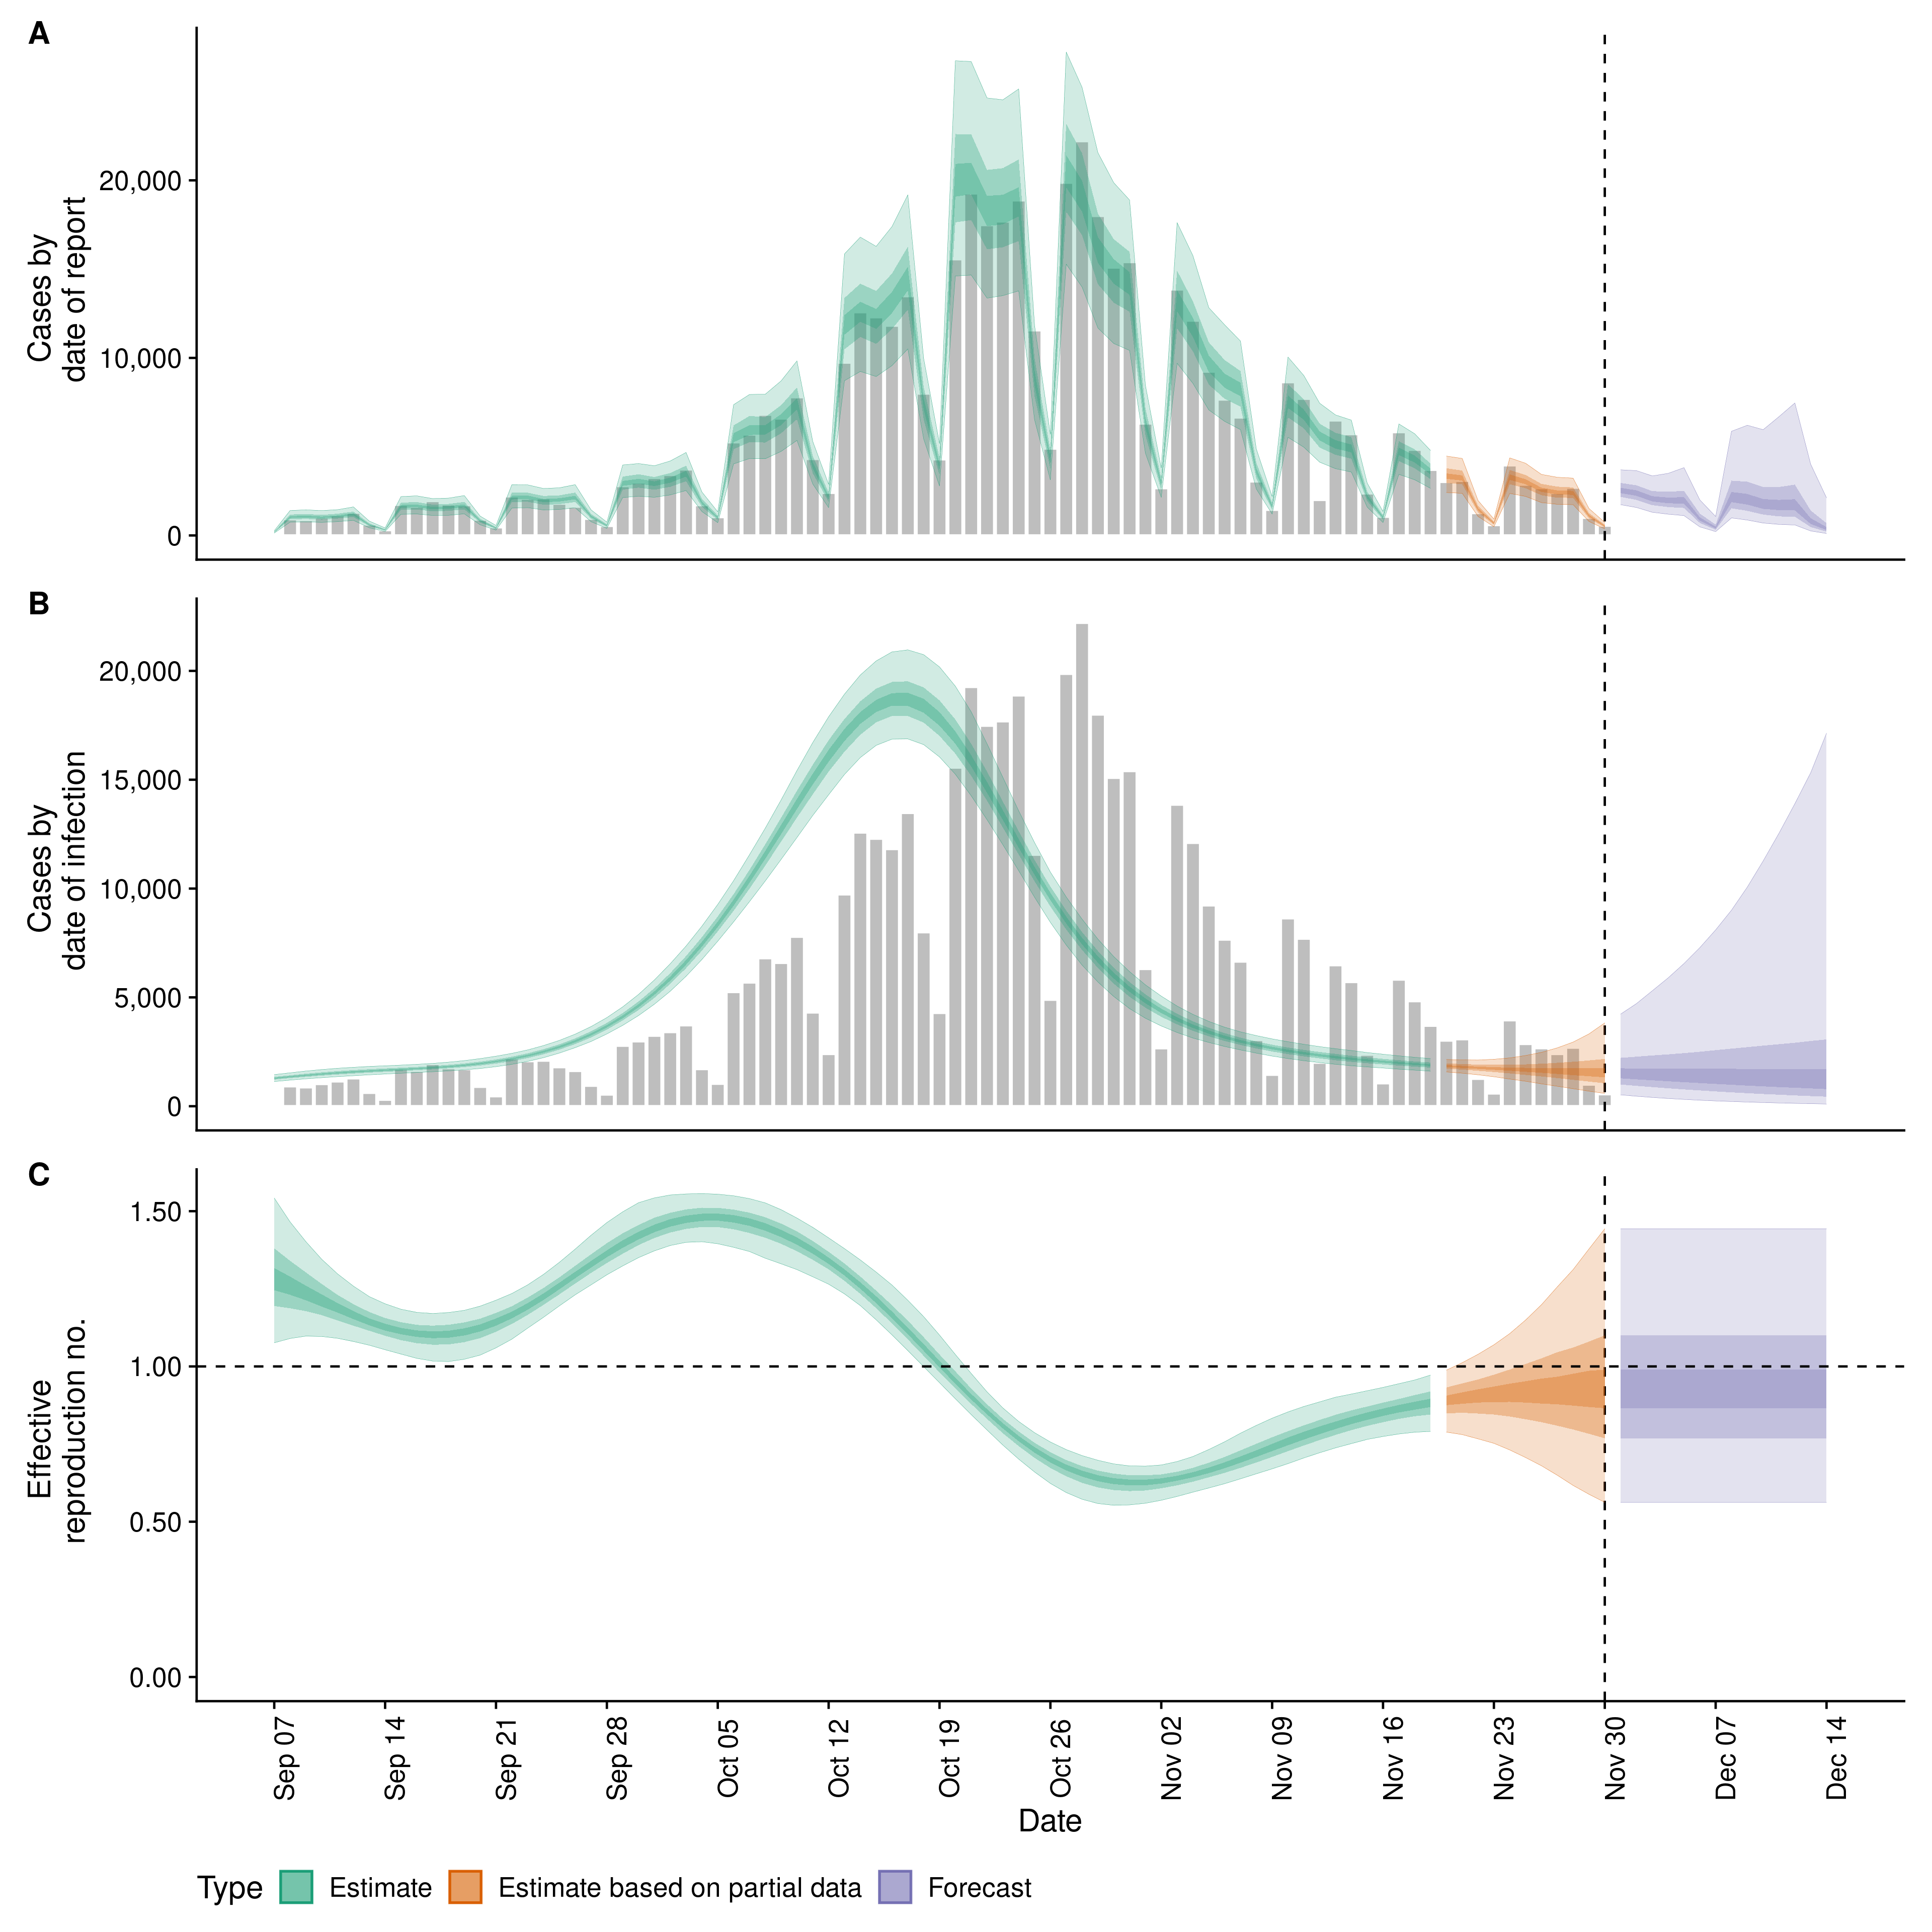 A
Cases by
date of report
20,000
10,000
0
B
Cases by
date of infection
20,000
15,000
10,000
5,000
0
C
Effective
reproduction no.
1.50
1.00
0.50
0.00
Sep 07
Sep 14
Sep 21
Sep 28
Oct 05
Oct 12
Oct 19
Oct 26
Nov 02
Nov 09
Nov 16
Nov 23
Nov 30
Dec 07
Dec 14
Date
Type Estimate Estimate based on partial data Forecast